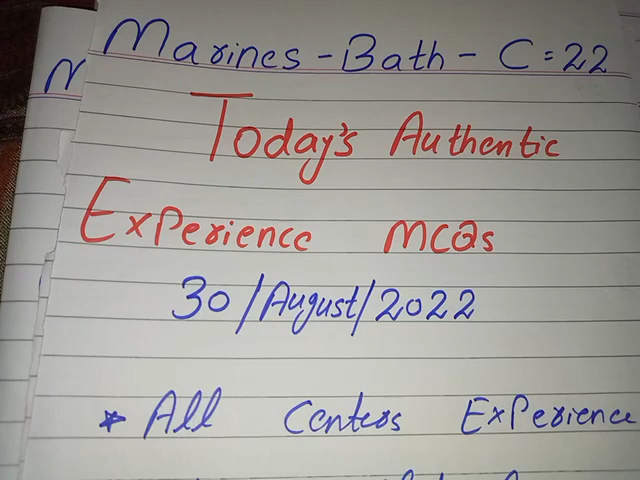 Marines - Bath - C = 22
M
Today's Authentic
Experience MCQs
30/August/2022
* All Centers Experience